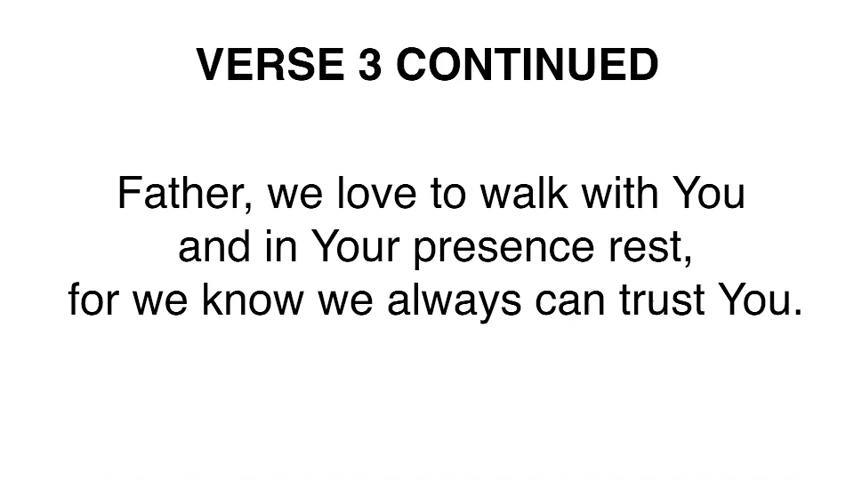 VERSE 3 CONTINUED
Father, we love to walk with You
and in Your presence rest,
for we know we always can trust You.